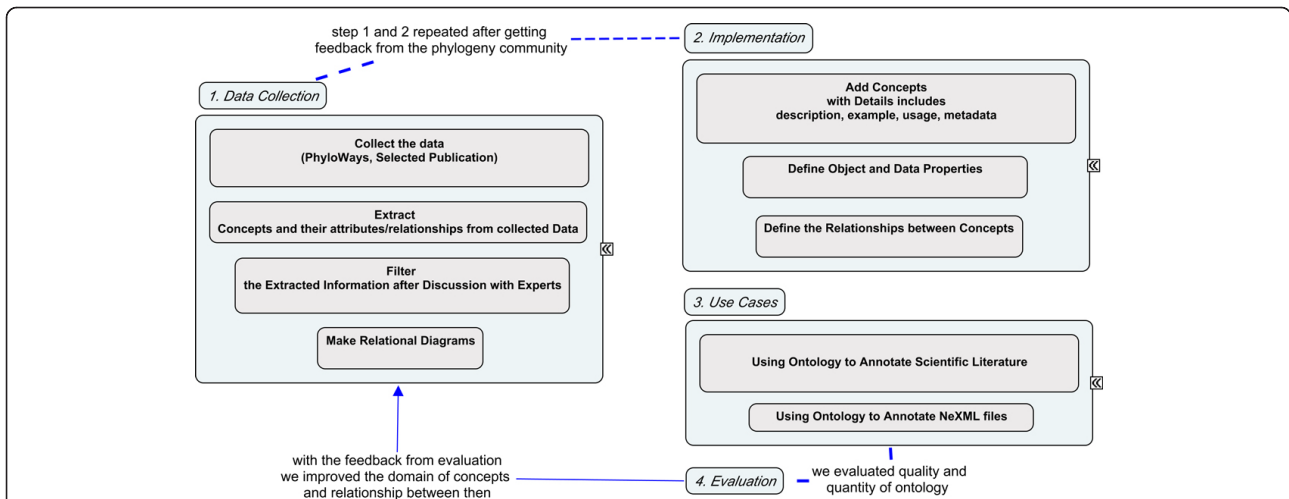 step 1 and 2 repeated after getting
feedback from the phylogeny community
1. Data Collection
Collect the data
(PhyloWays, Selected Publication)
Extract
Concepts and their attributes/relationships from collected Data
Filter
the Extracted Information after Discussion with Experts
Make Relational Diagrams
2. Implementation
Add Concepts
with Details includes
description, example, usage, metadata
Define Object and Data Properties
Define the Relationships between Concepts
3. Use Cases
Using Ontology to Annotate Scientific Literature
Using Ontology to Annotate NeXML files
we evaluated quality and
quantity of ontology
4. Evaluation
with the feedback from evaluation
we improved the domain of concepts
and relationship between then